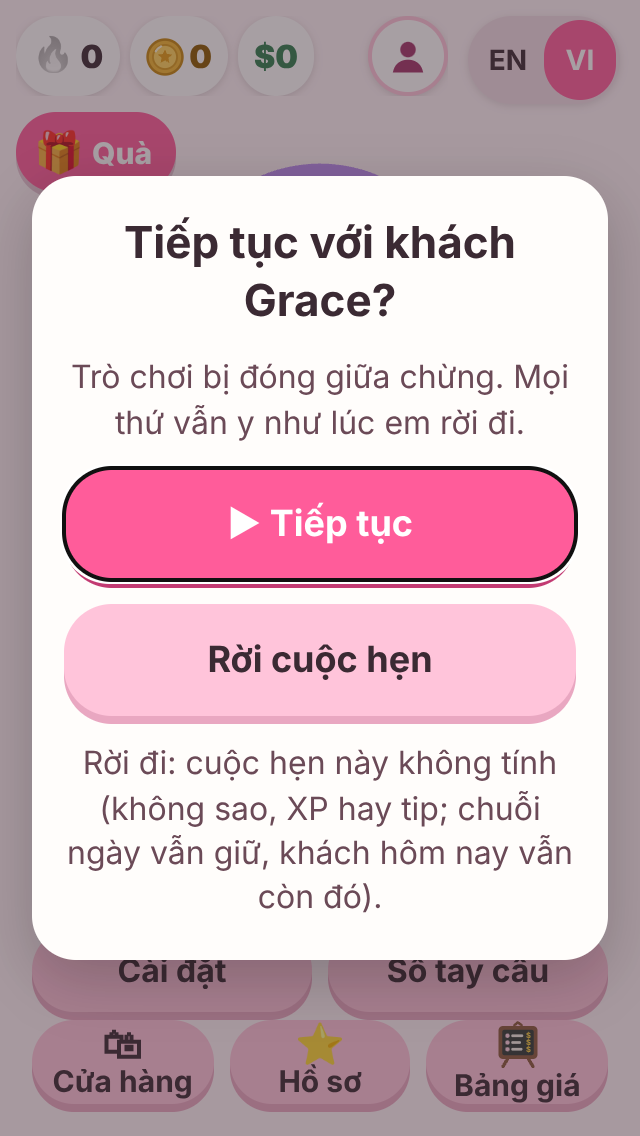 0
0
$0
EN
VI
Quà
Tiếp tục với khách
Grace?
Trò chơi bị đóng giữa chừng. Mọi
thứ vẫn y như lúc em rời đi.
▶ Tiếp tục
Rời cuộc hẹn
Rời đi: cuộc hẹn này không tính
(không sao, XP hay tip; chuỗi
ngày vẫn giữ, khách hôm nay vẫn
còn đó).
Cài đặt
Sổ tay câu
Cửa hàng
Hồ sơ
Bảng giá